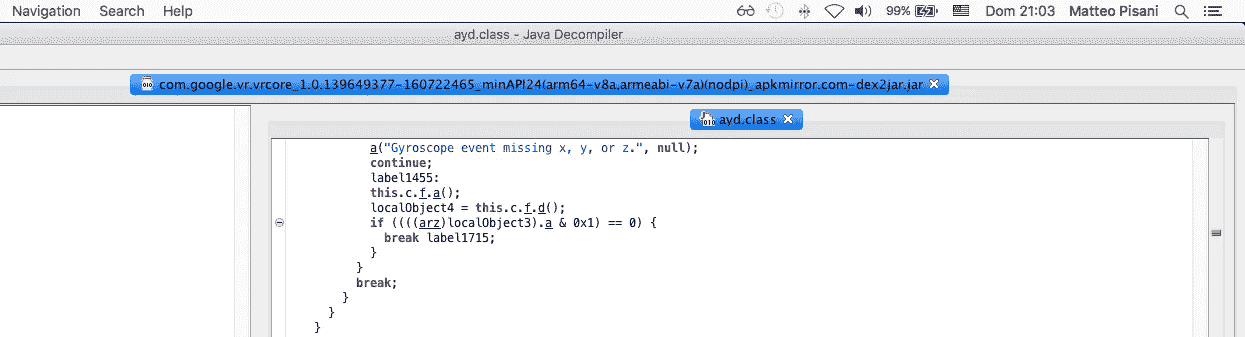 Navigation Search Help 99% Dom 21:03 Matteo Pisani
ayd.class - Java Decompiler
com.google.vr.vrcore_1.0.139649377-160722465_minAPI24(arm64-v8a,armeabi-v7a)(nodpi)_apkmirror.com-dex2jar.jar
ayd.class
a("Gyroscope event missing x, y, or z.", null);
continue;
label1455:
this.c.f.a();
localObject4 = this.c.f.d();
if ((((arz)localObject3).a & 0x1) == 0) {
break label1715;
}
}
break;
}
}
}